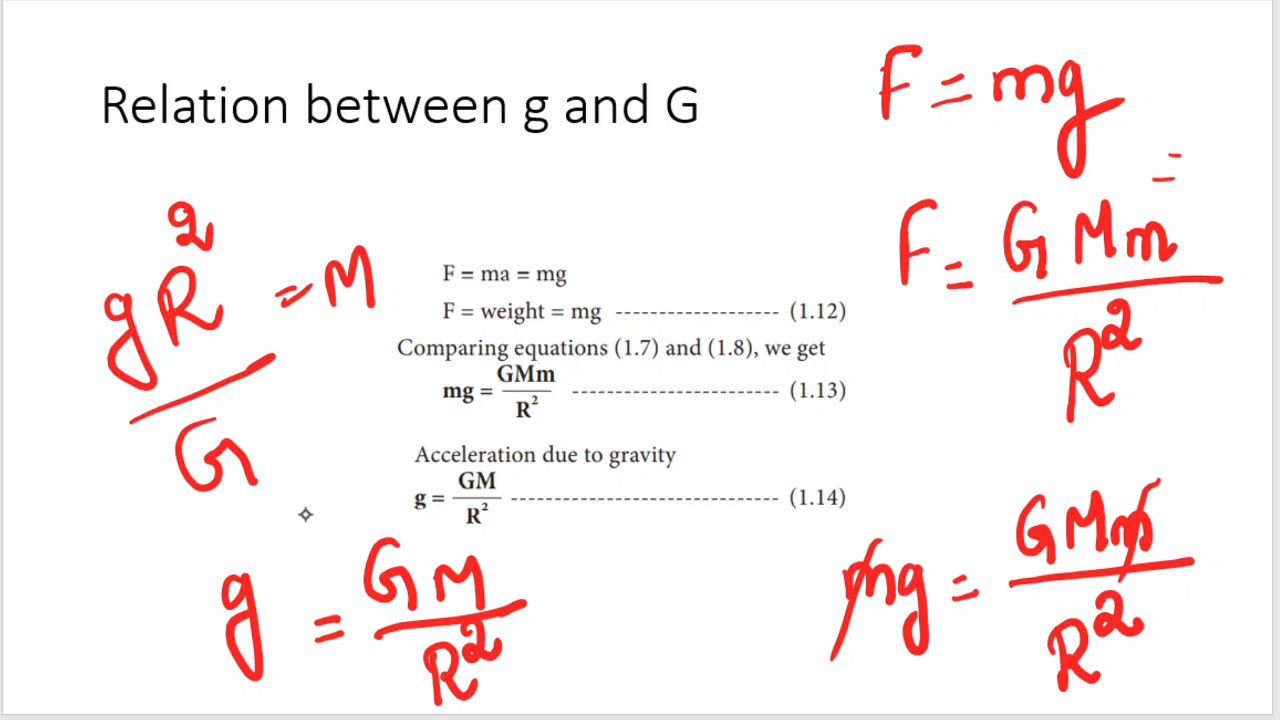 Relation between g and G
F = mg
=
F = GMm / R²
gR² / G = M
F = ma = mg
F = weight = mg ------------------- (1.12)
Comparing equations (1.7) and (1.8), we get
mg = GMm / R² ------------------------ (1.13)
Acceleration due to gravity
g = GM / R² ------------------------------- (1.14)
g = GM / R²
mg = GMm / R²